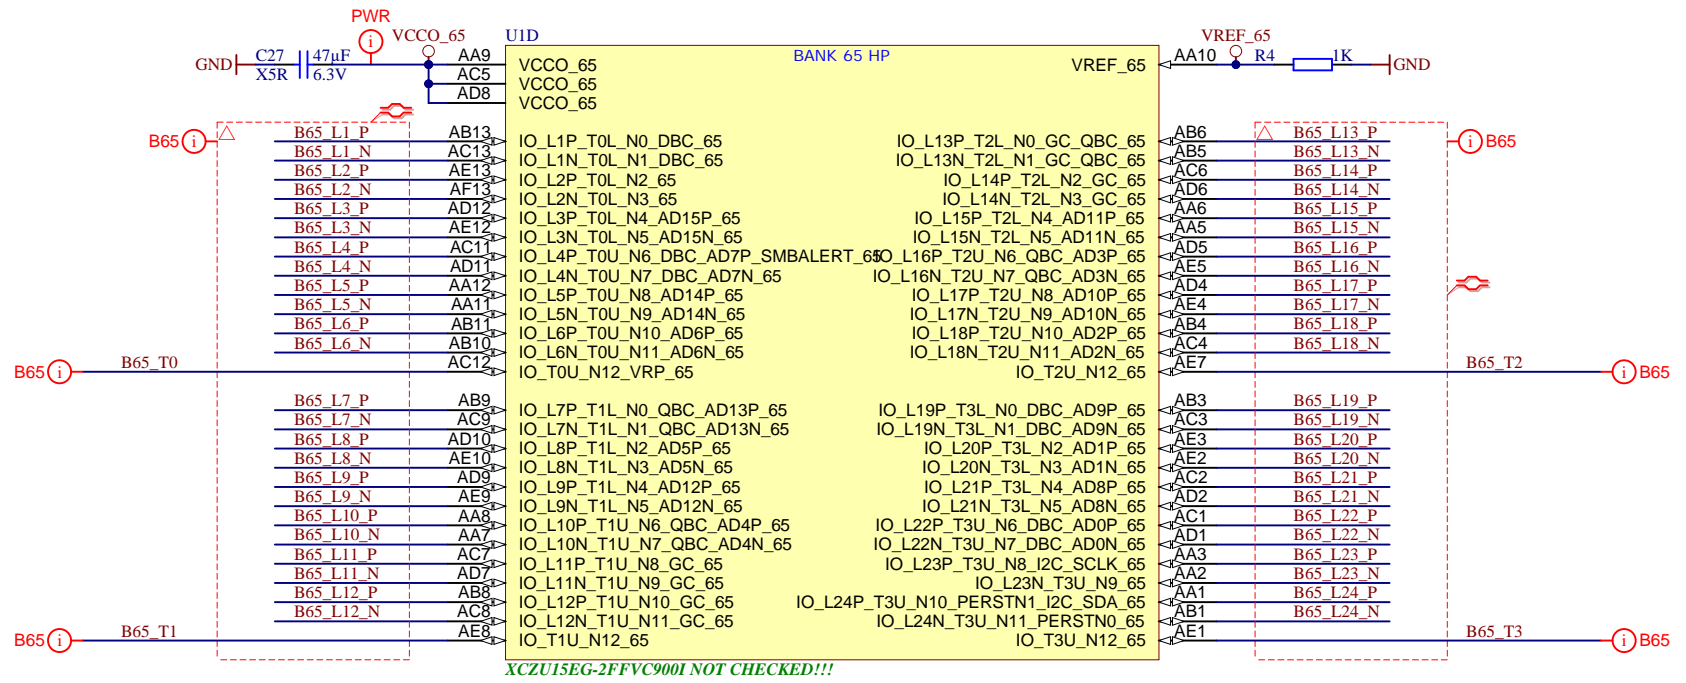 PWR
VCCO_65
U1D
VREF_65
GND
C27
47µF
X5R
6.3V
AA9
VCCO_65
AC5
VCCO_65
AD8
VCCO_65
BANK 65 HP
VREF_65
AA10
R4
1K
GND
B65
B65_L1_P AB13 IO_L1P_T0L_N0_DBC_65
B65_L1_N AC13 IO_L1N_T0L_N1_DBC_65
B65_L2_P AE13 IO_L2P_T0L_N2_65
B65_L2_N AF13 IO_L2N_T0L_N3_65
B65_L3_P AD12 IO_L3P_T0L_N4_AD15P_65
B65_L3_N AE12 IO_L3N_T0L_N5_AD15N_65
B65_L4_P AC11 IO_L4P_T0U_N6_DBC_AD7P_SMBALERT_65
B65_L4_N AD11 IO_L4N_T0U_N7_DBC_AD7N_65
B65_L5_P AA12 IO_L5P_T0U_N8_AD14P_65
B65_L5_N AA11 IO_L5N_T0U_N9_AD14N_65
B65_L6_P AB11 IO_L6P_T0U_N10_AD6P_65
B65_L6_N AB10 IO_L6N_T0U_N11_AD6N_65
B65 B65_T0 AC12 IO_T0U_N12_VRP_65
B65_L7_P AB9 IO_L7P_T1L_N0_QBC_AD13P_65
B65_L7_N AC9 IO_L7N_T1L_N1_QBC_AD13N_65
B65_L8_P AD10 IO_L8P_T1L_N2_AD5P_65
B65_L8_N AE10 IO_L8N_T1L_N3_AD5N_65
B65_L9_P AD9 IO_L9P_T1L_N4_AD12P_65
B65_L9_N AE9 IO_L9N_T1L_N5_AD12N_65
B65_L10_P AA8 IO_L10P_T1U_N6_QBC_AD4P_65
B65_L10_N AA7 IO_L10N_T1U_N7_QBC_AD4N_65
B65_L11_P AC7 IO_L11P_T1U_N8_GC_65
B65_L11_N AD7 IO_L11N_T1U_N9_GC_65
B65_L12_P AB8 IO_L12P_T1U_N10_GC_65
B65_L12_N AC8 IO_L12N_T1U_N11_GC_65
B65 B65_T1 AE8 IO_T1U_N12_65
IO_L13P_T2L_N0_GC_QBC_65 AB6 B65_L13_P
B65
IO_L13N_T2L_N1_GC_QBC_65 AB5 B65_L13_N
IO_L14P_T2L_N2_GC_65 AC6 B65_L14_P
IO_L14N_T2L_N3_GC_65 AD6 B65_L14_N
IO_L15P_T2L_N4_AD11P_65 AA6 B65_L15_P
IO_L15N_T2L_N5_AD11N_65 AA5 B65_L15_N
IO_L16P_T2U_N6_QBC_AD3P_65 AD5 B65_L16_P
IO_L16N_T2U_N7_QBC_AD3N_65 AE5 B65_L16_N
IO_L17P_T2U_N8_AD10P_65 AD4 B65_L17_P
IO_L17N_T2U_N9_AD10N_65 AE4 B65_L17_N
IO_L18P_T2U_N10_AD2P_65 AB4 B65_L18_P
IO_L18N_T2U_N11_AD2N_65 AC4 B65_L18_N
IO_T2U_N12_65 AE7 B65_T2 B65
IO_L19P_T3L_N0_DBC_AD9P_65 AB3 B65_L19_P
IO_L19N_T3L_N1_DBC_AD9N_65 AC3 B65_L19_N
IO_L20P_T3L_N2_AD1P_65 AE3 B65_L20_P
IO_L20N_T3L_N3_AD1N_65 AE2 B65_L20_N
IO_L21P_T3L_N4_AD8P_65 AC2 B65_L21_P
IO_L21N_T3L_N5_AD8N_65 AD2 B65_L21_N
IO_L22P_T3U_N6_DBC_AD0P_65 AC1 B65_L22_P
IO_L22N_T3U_N7_DBC_AD0N_65 AD1 B65_L22_N
IO_L23P_T3U_N8_I2C_SCLK_65 AA3 B65_L23_P
IO_L23N_T3U_N9_65 AA2 B65_L23_N
IO_L24P_T3U_N10_PERSTN1_I2C_SDA_65 AA1 B65_L24_P
IO_L24N_T3U_N11_PERSTN0_65 AB1 B65_L24_N
IO_T3U_N12_65 AE1 B65_T3 B65
XCZU15EG-2FFVC900I NOT CHECKED!!!